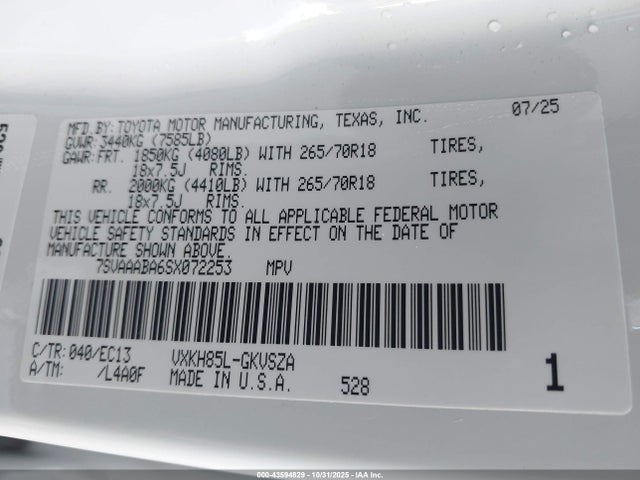 MFD.BY:TOYOTA MOTOR MANUFACTURING, TEXAS, INC. 07/25
GVWR:3440KG (7585LB)
GAWR:FRT. 1850KG (4080LB) WITH 265/70R18 TIRES,
18x7.5J RIMS.
RR. 2000KG (4410LB) WITH 265/70R18 TIRES,
18x7.5J RIMS.
THIS VEHICLE CONFORMS TO ALL APPLICABLE FEDERAL MOTOR
VEHICLE SAFETY STANDARDS IN EFFECT ON THE DATE OF
MANUFACTURE SHOWN ABOVE.
7SVAAABA6SX072253 MPV
C/TR:040/EC13 VXKH85L-GKVSZA
A/TM: /L4A0F MADE IN U.S.A. 528 1
000-43594829 - 10/31/2025 - IAA Inc.